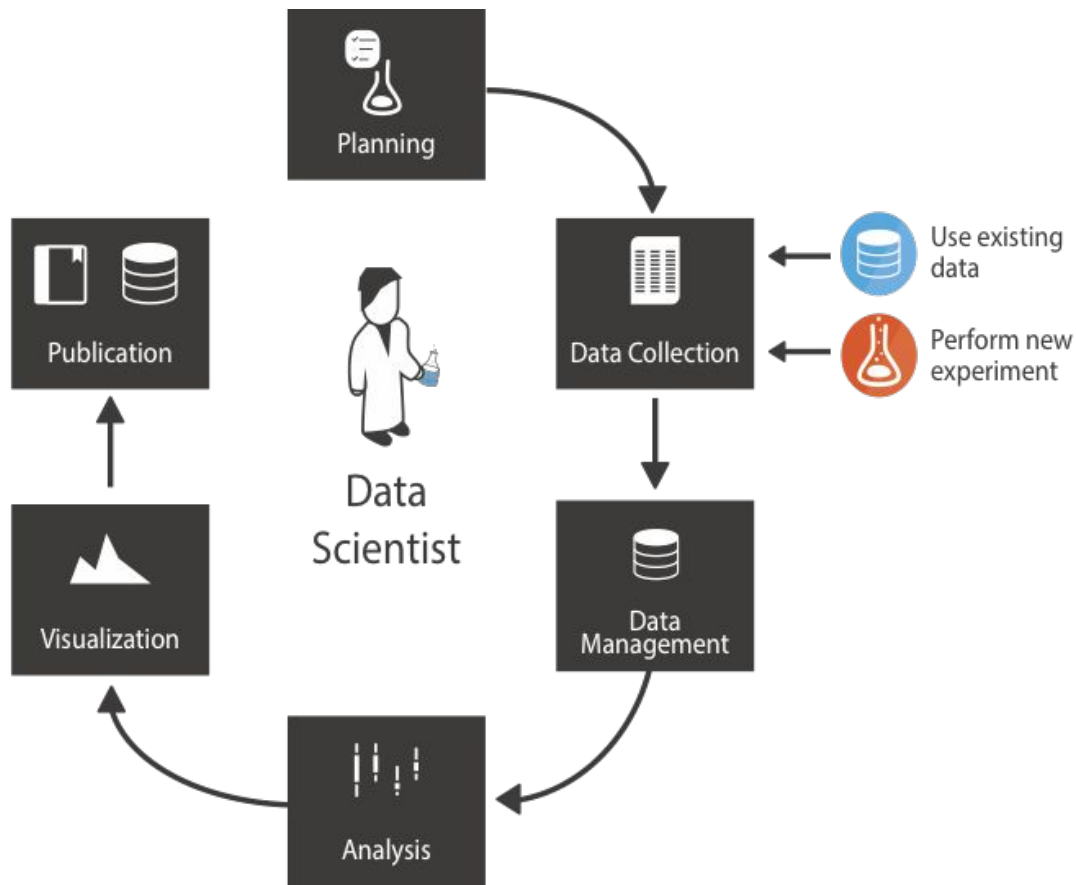 Planning
Data Collection
Use existing
data
Perform new
experiment
Data
Management
Analysis
Visualization
Publication
Data
Scientist